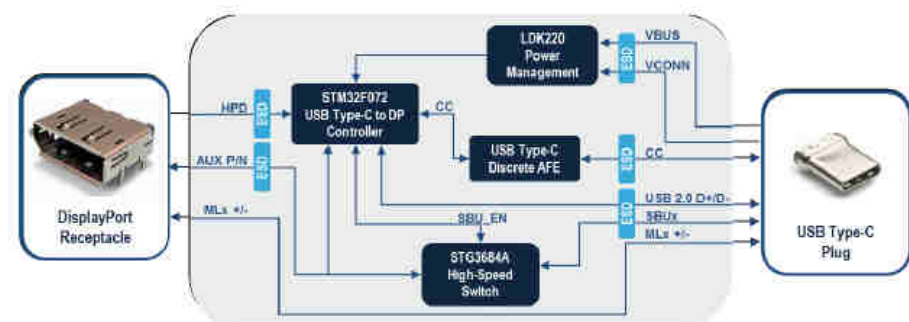 LDK220
Power
Management
VBUS
ESD
VCONN
STM32F072
USB Type-C to DP
Controller
HPD
ESD
CC
USB Type-C
Discrete AFE
ESD
CC
AUX P/N
ESD
DisplayPort
Receptacle
MLx +/-
SBU_EN
ESD
USB 2.0 D+/D-
SBUx
MLx +/-
USB Type-C
Plug
STG3684A
High-Speed
Switch